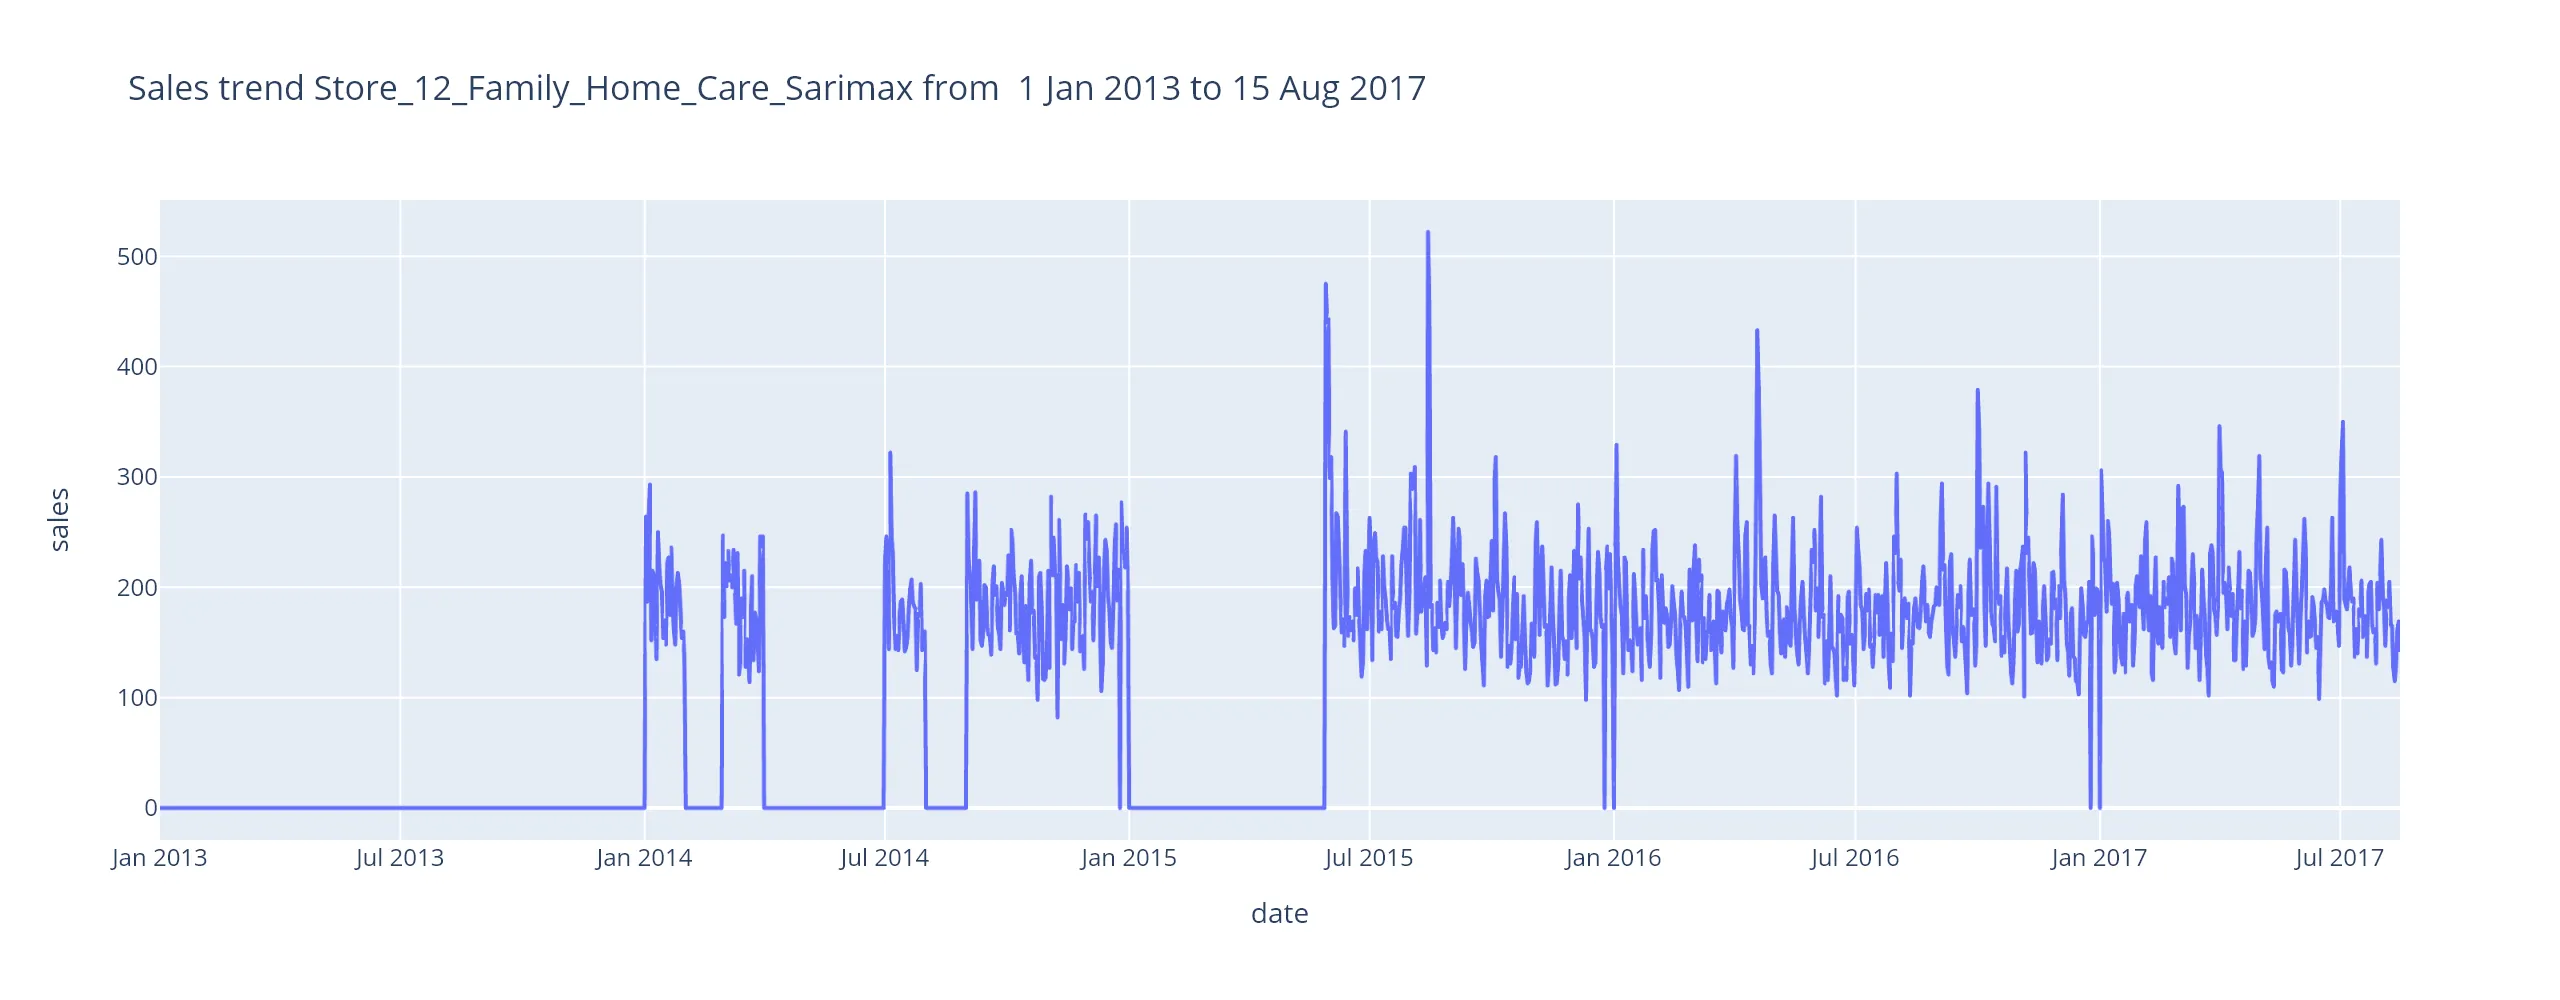 Sales trend Store_12_Family_Home_Care_Sarimax from  1 Jan 2013 to 15 Aug 2017
500
400
300
200
100
0
sales
Jan 2013 Jul 2013 Jan 2014 Jul 2014 Jan 2015 Jul 2015 Jan 2016 Jul 2016 Jan 2017 Jul 2017
date